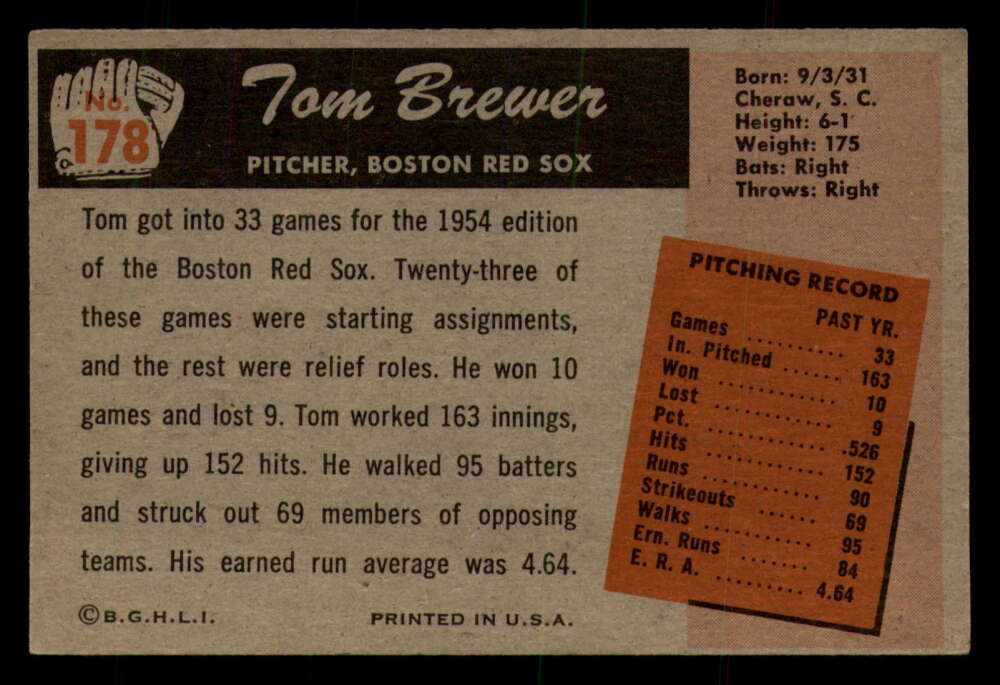 No.
178
Tom Brewer
PITCHER, BOSTON RED SOX
Born: 9/3/31
Cheraw, S. C.
Height: 6-1
Weight: 175
Bats: Right
Throws: Right
Tom got into 33 games for the 1954 edition
of the Boston Red Sox. Twenty-three of
these games were starting assignments,
and the rest were relief roles. He won 10
games and lost 9. Tom worked 163 innings,
giving up 152 hits. He walked 95 batters
and struck out 69 members of opposing
teams. His earned run average was 4.64.
©B.G.H.L.I. PRINTED IN U.S.A.
PITCHING RECORD
PAST YR.
Games .......... 33
In. Pitched ...... 163
Won ............ 10
Lost ............ 9
Pct. ............ .526
Hits ............ 152
Runs ............ 90
Strikeouts ...... 69
Walks .......... 95
Ern. Runs ....... 84
E. R. A. ......... 4.64